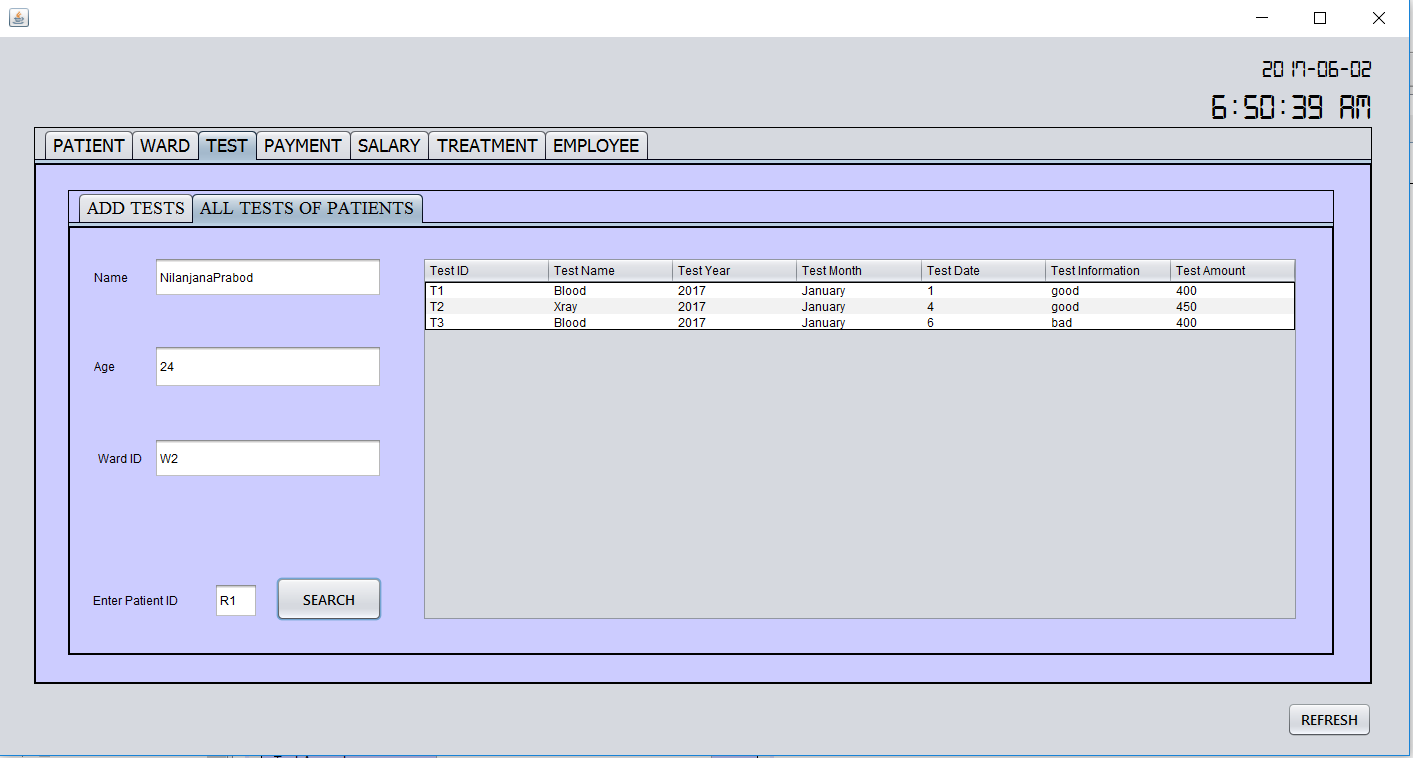 2017-06-02
6:50:39 AM
PATIENT WARD TEST PAYMENT SALARY TREATMENT EMPLOYEE
ADD TESTS ALL TESTS OF PATIENTS
Name NilanjanaPrabod
Age 24
Ward ID W2
Enter Patient ID R1 SEARCH
Test ID Test Name Test Year Test Month Test Date Test Information Test Amount
T1 Blood 2017 January 1 good 400
T2 Xray 2017 January 4 good 450
T3 Blood 2017 January 6 bad 400
REFRESH